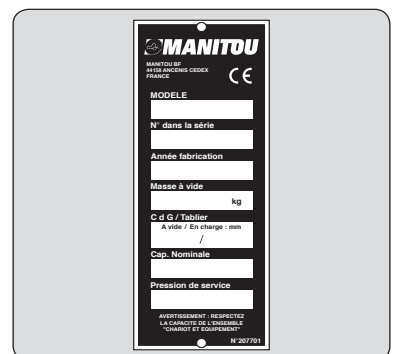 MANITOU
MANITOU BF
44158 ANCENIS CEDEX
FRANCE
CE
MODELE
N° dans la série
Année fabrication
Masse à vide
kg
C d G / Tablier
A vide / En charge : mm
/
Cap. Nominale
Pression de service
AVERTISSEMENT : RESPECTEZ
LA CAPACITE DE L'ENSEMBLE
"CHARIOT ET EQUIPEMENT"
N°207701